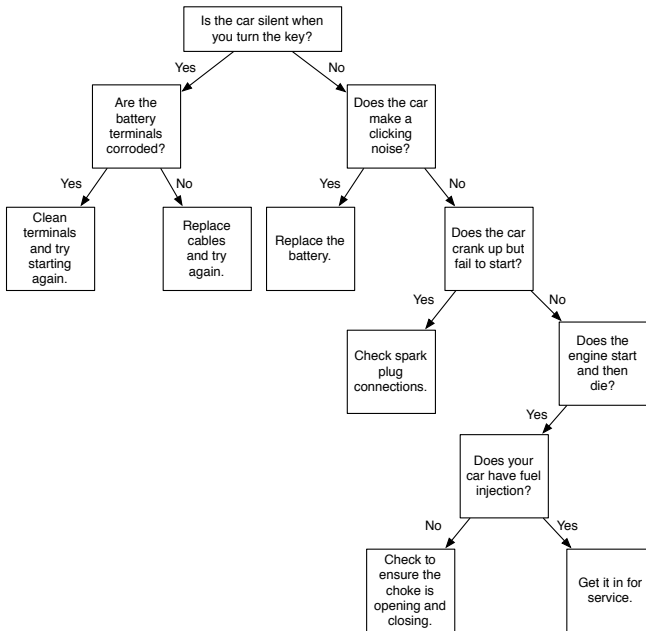 Is the car silent when
you turn the key?
Yes
No
Are the
battery
terminals
corroded?
Does the car
make a
clicking
noise?
Yes
No
Yes
No
Clean
terminals
and try
starting
again.
Replace
cables
and try
again.
Replace the
battery.
Does the car
crank up but
fail to start?
Yes
No
Check spark
plug
connections.
Does the
engine start
and then
die?
Yes
Does your
car have fuel
injection?
No
Yes
Check to
ensure the
choke is
opening and
closing.
Get it in for
service.